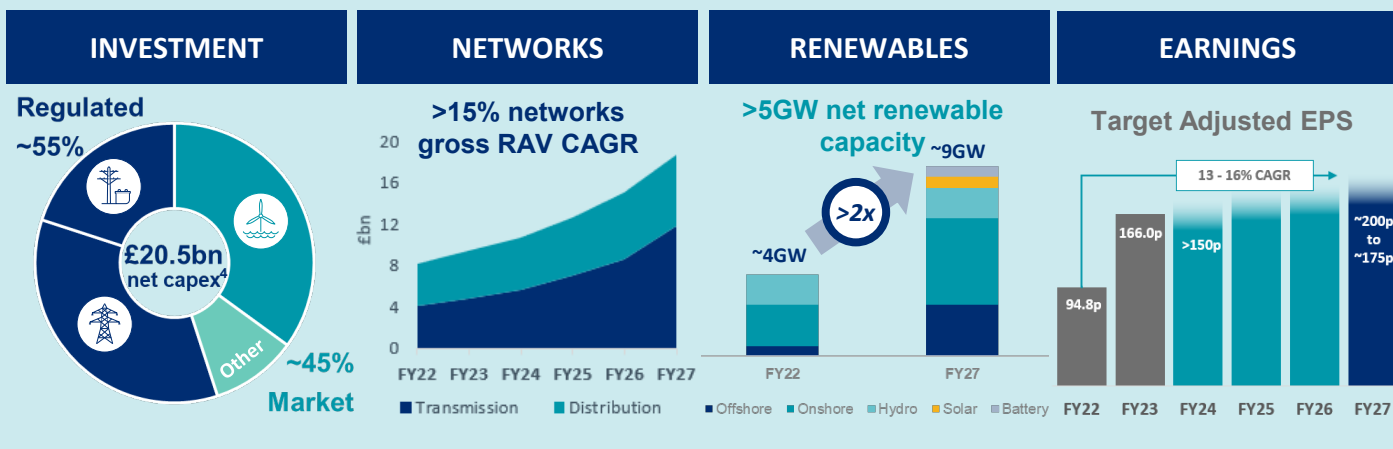 INVESTMENT
Regulated
~55%
£20.5bn
net capex4
Other
~45%
Market
NETWORKS
>15% networks
gross RAV CAGR
£bn
20
16
12
8
4
0
FY22 FY23 FY24 FY25 FY26 FY27
Transmission Distribution
RENEWABLES
>5GW net renewable
capacity
~9GW
>2x
~4GW
FY22 FY27
Offshore Onshore Hydro Solar Battery
EARNINGS
Target Adjusted EPS
13 - 16% CAGR
94.8p
166.0p
>150p
~200p
to
~175p
FY22 FY23 FY24 FY25 FY26 FY27